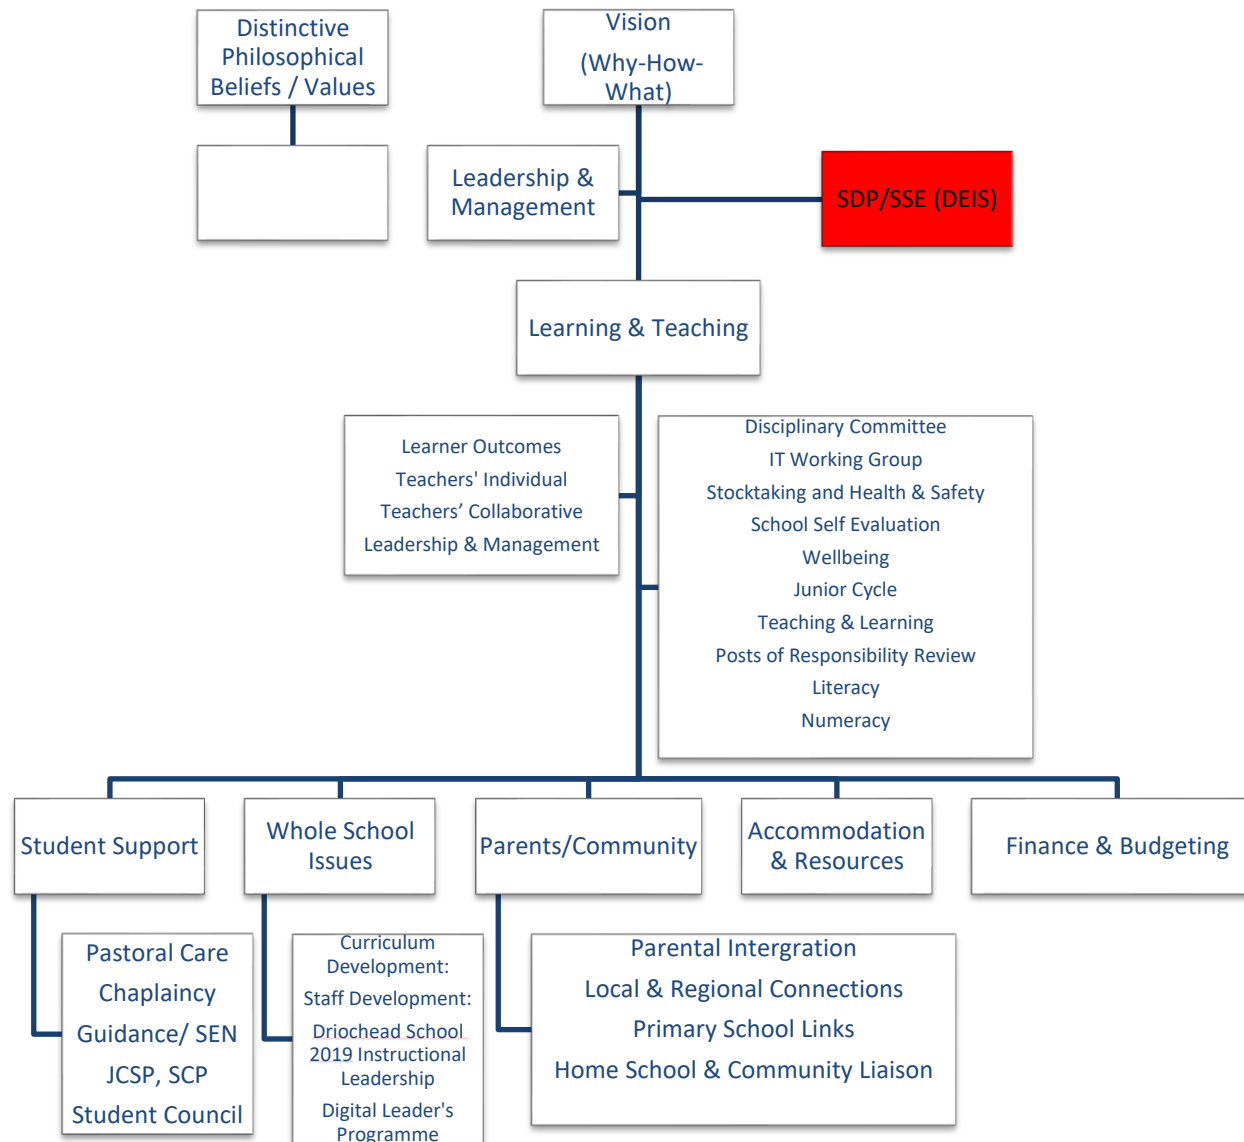 Distinctive
Philosophical
Beliefs / Values
Vision
(Why-How-
What)
Leadership &
Management
SDP/SSE (DEIS)
Learning & Teaching
Learner Outcomes
Teachers' Individual
Teachers’ Collaborative
Leadership & Management
Disciplinary Committee
IT Working Group
Stocktaking and Health & Safety
School Self Evaluation
Wellbeing
Junior Cycle
Teaching & Learning
Posts of Responsibility Review
Literacy
Numeracy
Student Support
Whole School
Issues
Parents/Community
Accommodation
& Resources
Finance & Budgeting
Pastoral Care
Chaplaincy
Guidance/ SEN
JCSP, SCP
Student Council
Curriculum
Development:
Staff Development:
Driochead School
2019 Instructional
Leadership
Digital Leader's
Programme
Parental Intergration
Local & Regional Connections
Primary School Links
Home School & Community Liaison